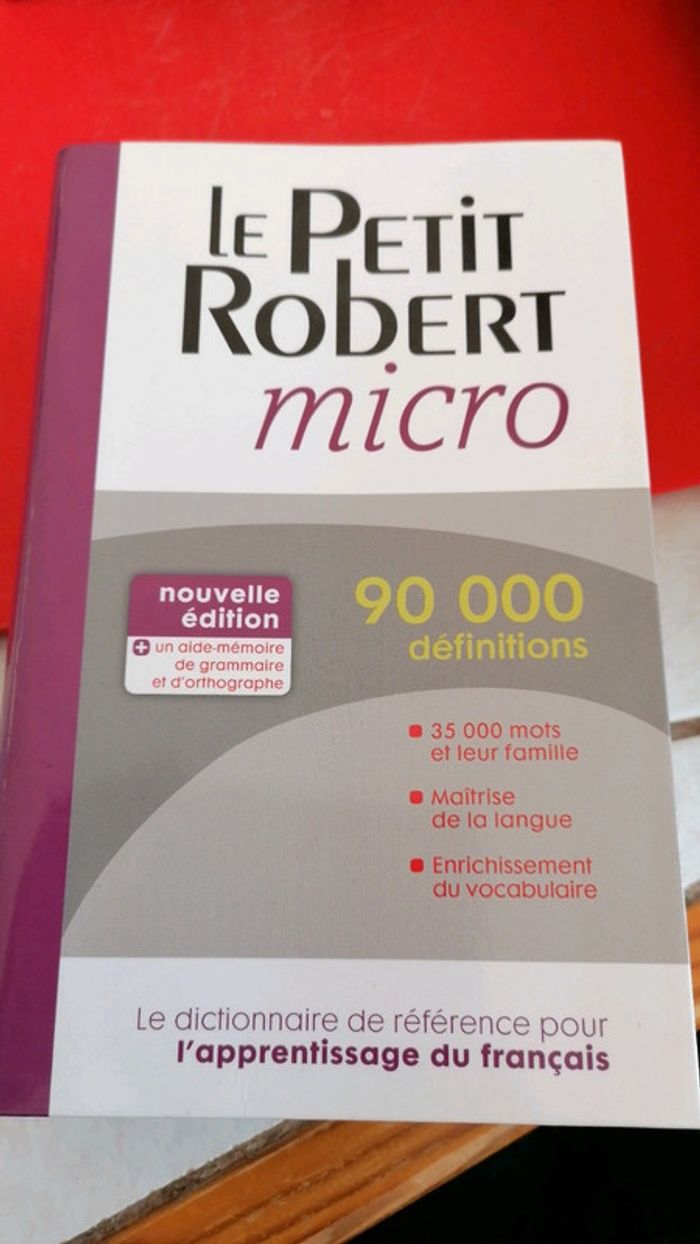 Le Petit
Robert
micro
nouvelle
édition
+ un aide-mémoire
de grammaire
et d'orthographe
90 000
définitions
35 000 mots
et leur famille
Maîtrise
de la langue
Enrichissement
du vocabulaire
Le dictionnaire de référence pour
l'apprentissage du français